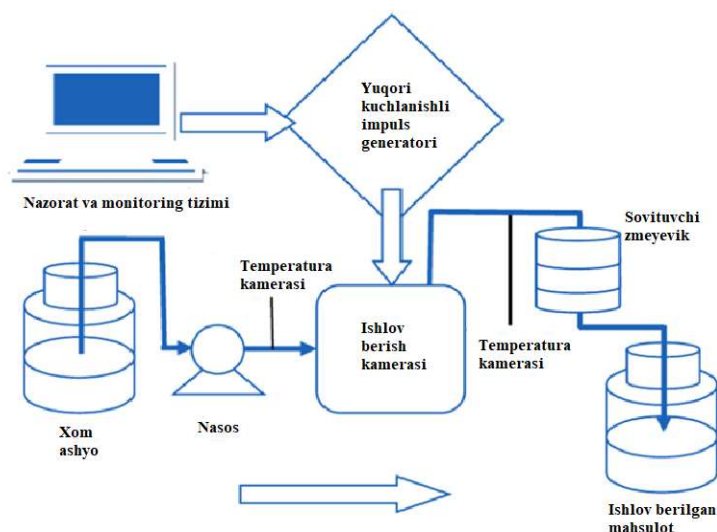 Yuqori
kuchlanishli
impuls
generatori
Nazorat va monitoring tizimi
Sovituvchi
zmeyevik
Temperatura
kamerasi
Ishlov
berish
kamerasi
Temperatura
kamerasi
Xom
ashyo
Nasos
Ishlov berilgan
mahsulot